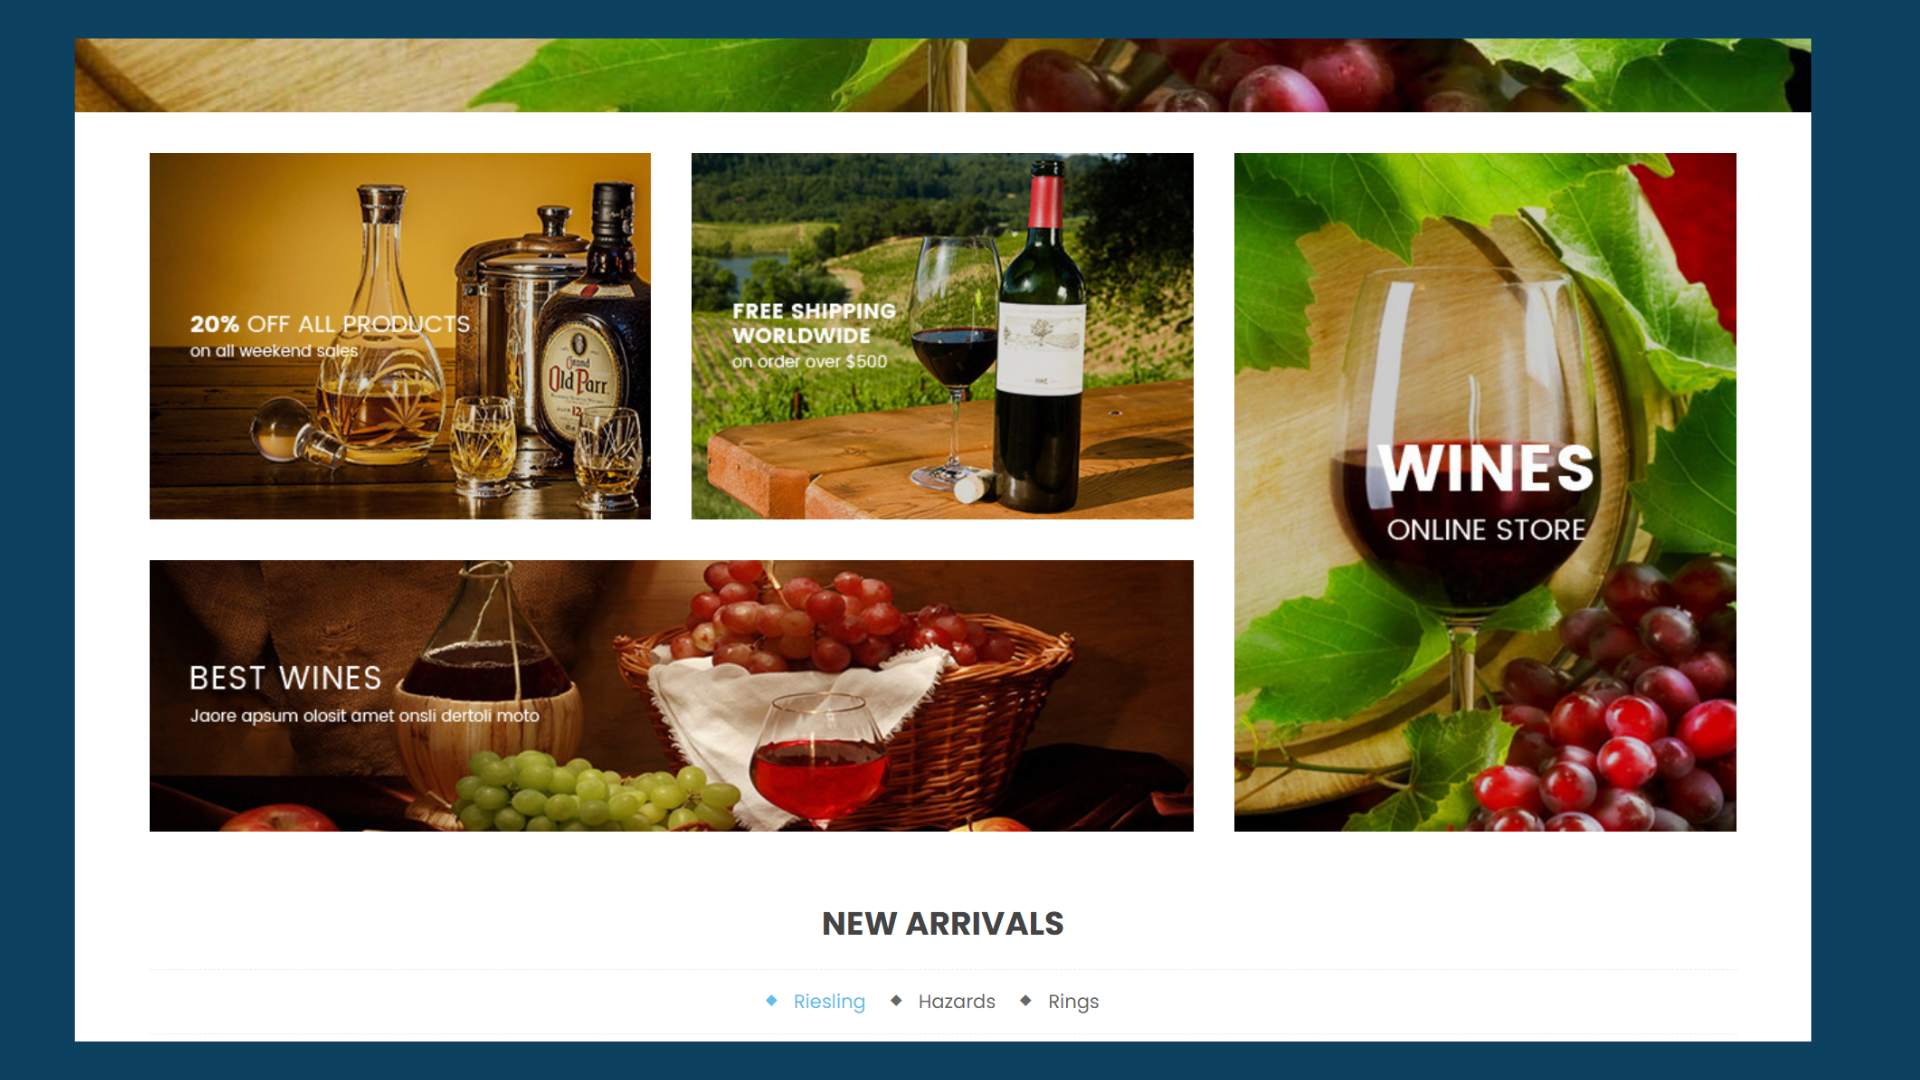 20% OFF ALL PRODUCTS
on all weekend sales
Grand
Old Parr
AGED 12
FREE SHIPPING
WORLDWIDE
on order over $500
WINES
ONLINE STORE
BEST WINES
Jaore apsum olosit amet onsli dertoli moto
NEW ARRIVALS
Riesling
Hazards
Rings